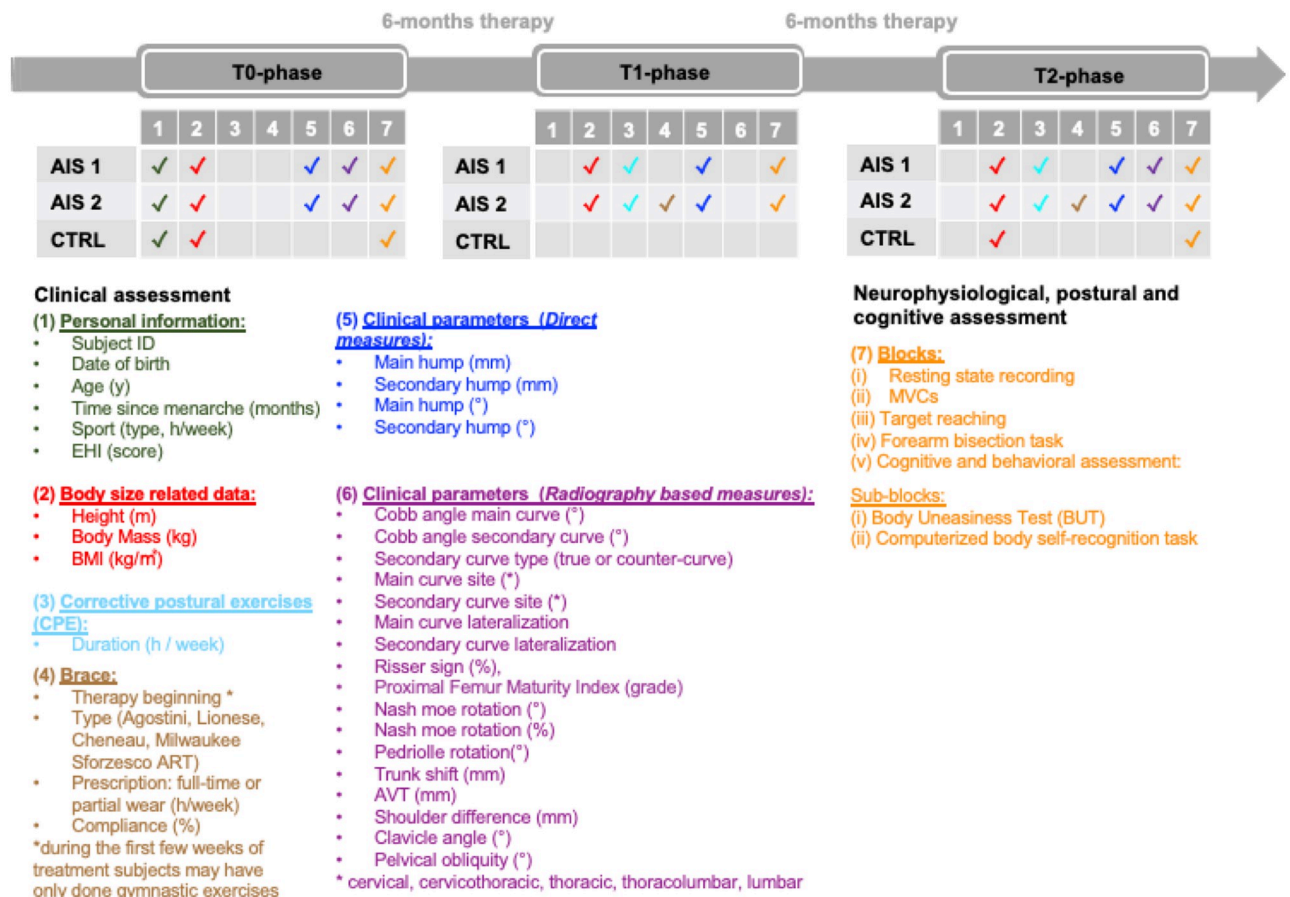 6-months therapy
6-months therapy
T0-phase
T1-phase
T2-phase
1 2 3 4 5 6 7
AIS 1 ✓ ✓ ✓ ✓ ✓
AIS 2 ✓ ✓ ✓ ✓ ✓
CTRL ✓ ✓ ✓
1 2 3 4 5 6 7
AIS 1 ✓ ✓ ✓ ✓
AIS 2 ✓ ✓ ✓ ✓ ✓
CTRL
1 2 3 4 5 6 7
AIS 1 ✓ ✓ ✓ ✓ ✓
AIS 2 ✓ ✓ ✓ ✓ ✓ ✓
CTRL ✓ ✓
Clinical assessment
(1) Personal information:
• Subject ID
• Date of birth
• Age (y)
• Time since menarche (months)
• Sport (type, h/week)
• EHI (score)
(2) Body size related data:
• Height (m)
• Body Mass (kg)
• BMI (kg/m²)
(3) Corrective postural exercises
(CPE):
• Duration (h / week)
(4) Brace:
• Therapy beginning *
• Type (Agostini, Lionese,
Cheneau, Milwaukee
Sforzesco ART)
• Prescription: full-time or
partial wear (h/week)
• Compliance (%)
*during the first few weeks of
treatment subjects may have
only done gymnastic exercises
(5) Clinical parameters (Direct
measures):
• Main hump (mm)
• Secondary hump (mm)
• Main hump (°)
• Secondary hump (°)
(6) Clinical parameters (Radiography based measures):
• Cobb angle main curve (°)
• Cobb angle secondary curve (°)
• Secondary curve type (true or counter-curve)
• Main curve site (*)
• Secondary curve site (*)
• Main curve lateralization
• Secondary curve lateralization
• Risser sign (%),
• Proximal Femur Maturity Index (grade)
• Nash moe rotation (°)
• Nash moe rotation (%)
• Pedriolle rotation(°)
• Trunk shift (mm)
• AVT (mm)
• Shoulder difference (mm)
• Clavicle angle (°)
• Pelvical obliquity (°)
* cervical, cervicothoracic, thoracic, thoracolumbar, lumbar
Neurophysiological, postural and
cognitive assessment
(7) Blocks:
(i) Resting state recording
(ii) MVCs
(iii) Target reaching
(iv) Forearm bisection task
(v) Cognitive and behavioral assessment:
Sub-blocks:
(i) Body Uneasiness Test (BUT)
(ii) Computerized body self-recognition task